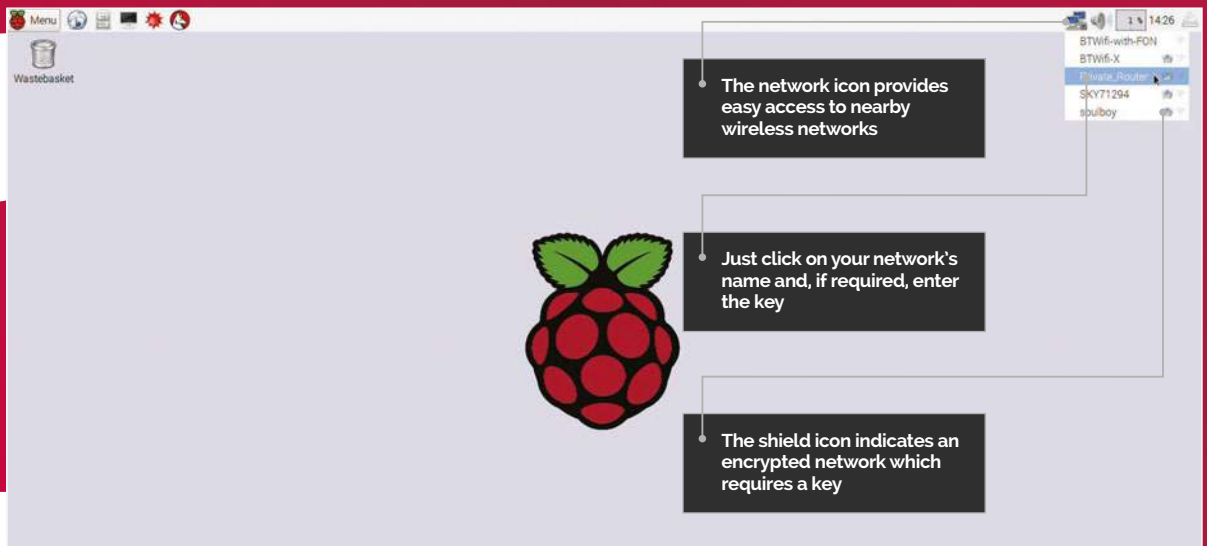 Menu
1 %
14:26
Wastebasket
BTWifi-with-FON
BTWifi-X
Private_Router
SKY71294
soulboy
The network icon provides
easy access to nearby
wireless networks
Just click on your network's
name and, if required, enter
the key
The shield icon indicates an
encrypted network which
requires a key